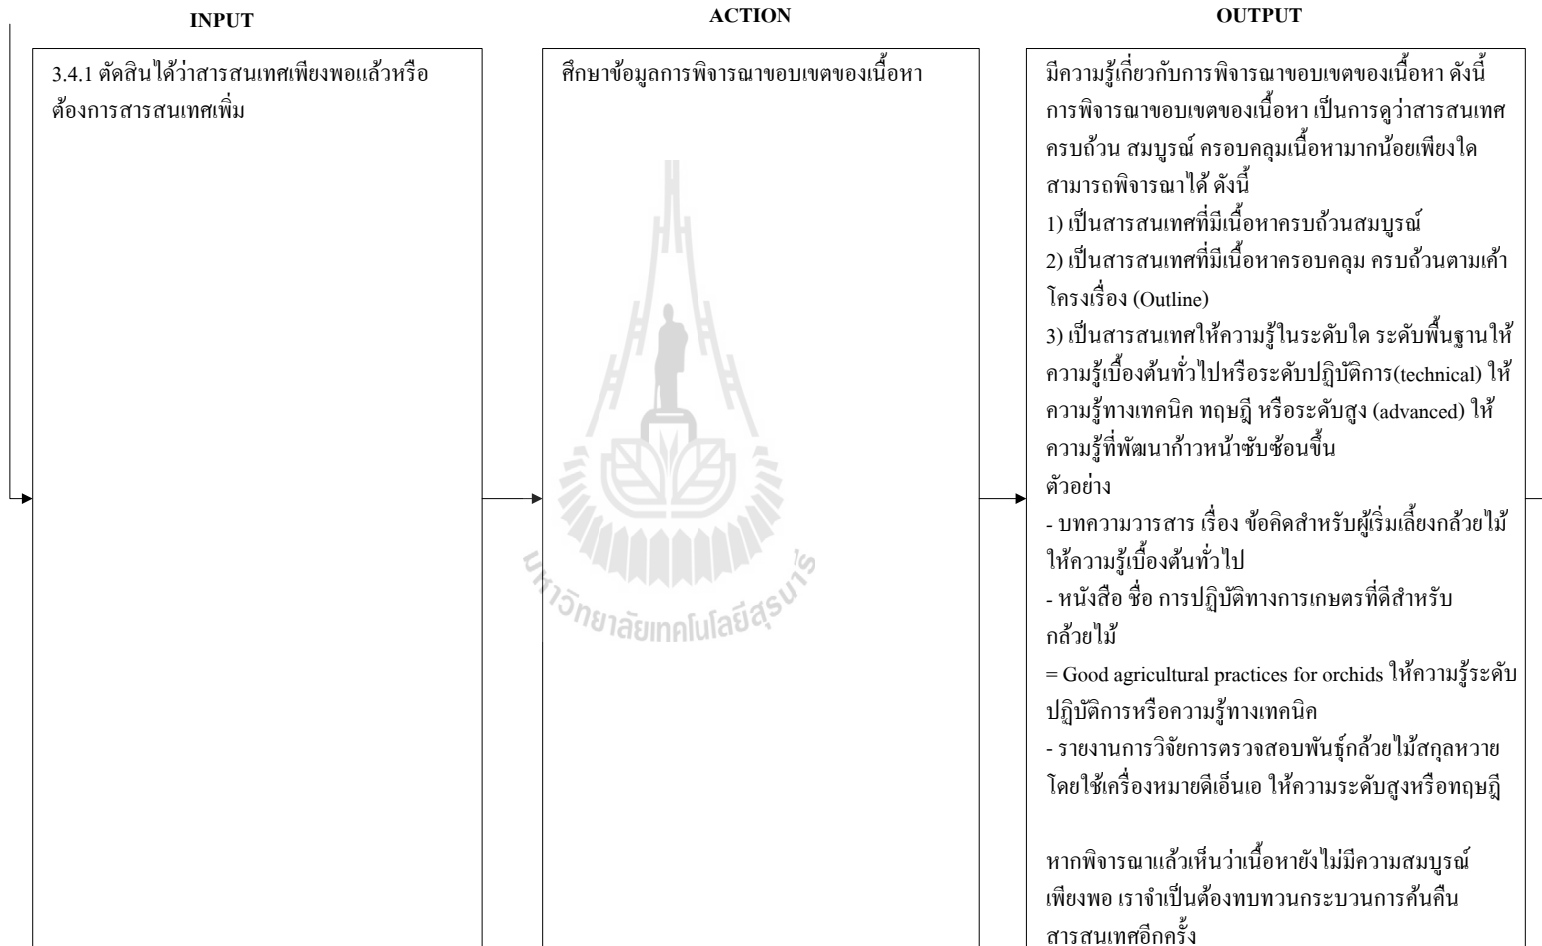 INPUT
ACTION
OUTPUT
3.4.1 ตัดสินได้ว่าสารสนเทศเพียงพอแล้วหรือ
ต้องการสารสนเทศเพิ่ม
ศึกษาข้อมูลการพิจารณาขอบเขตของเนื้อหา
มีความรู้เกี่ยวกับการพิจารณาขอบเขตของเนื้อหา ดังนี้
การพิจารณาขอบเขตของเนื้อหา เป็นการดูว่าสารสนเทศ
ครบถ้วน สมบูรณ์ ครอบคลุมเนื้อหามากน้อยเพียงใด
สามารถพิจารณาได้ ดังนี้
1) เป็นสารสนเทศที่มีเนื้อหาครบถ้วนสมบูรณ์
2) เป็นสารสนเทศที่มีเนื้อหาครอบคลุม ครบถ้วนตามเค้า
โครงเรื่อง (Outline)
3) เป็นสารสนเทศให้ความรู้ในระดับใด ระดับพื้นฐานให้
ความรู้เบื้องต้นทั่วไปหรือระดับปฏิบัติการ(technical) ให้
ความรู้ทางเทคนิค ทฤษฎี หรือระดับสูง (advanced) ให้
ความรู้ที่พัฒนาก้าวหน้าซับซ้อนขึ้น
ตัวอย่าง
- บทความวารสาร เรื่อง ข้อคิดสำหรับผู้เริ่มเลี้ยงกล้วยไม้
ให้ความรู้เบื้องต้นทั่วไป
- หนังสือ ชื่อ การปฏิบัติทางการเกษตรที่ดีสำหรับ
กล้วยไม้
= Good agricultural practices for orchids ให้ความรู้ระดับ
ปฏิบัติการหรือความรู้ทางเทคนิค
- รายงานการวิจัยการตรวจสอบพันธุ์กล้วยไม้สกุลหวาย
โดยใช้เครื่องหมายดีเอ็นเอ ให้ความระดับสูงหรือทฤษฎี
หากพิจารณาแล้วเห็นว่าเนื้อหายังไม่มีความสมบูรณ์
เพียงพอ เราจำเป็นต้องทบทวนกระบวนการค้นคืน
สารสนเทศอีกครั้ง
มหาวิทยาลัยเทคโนโลยีสุรนารี